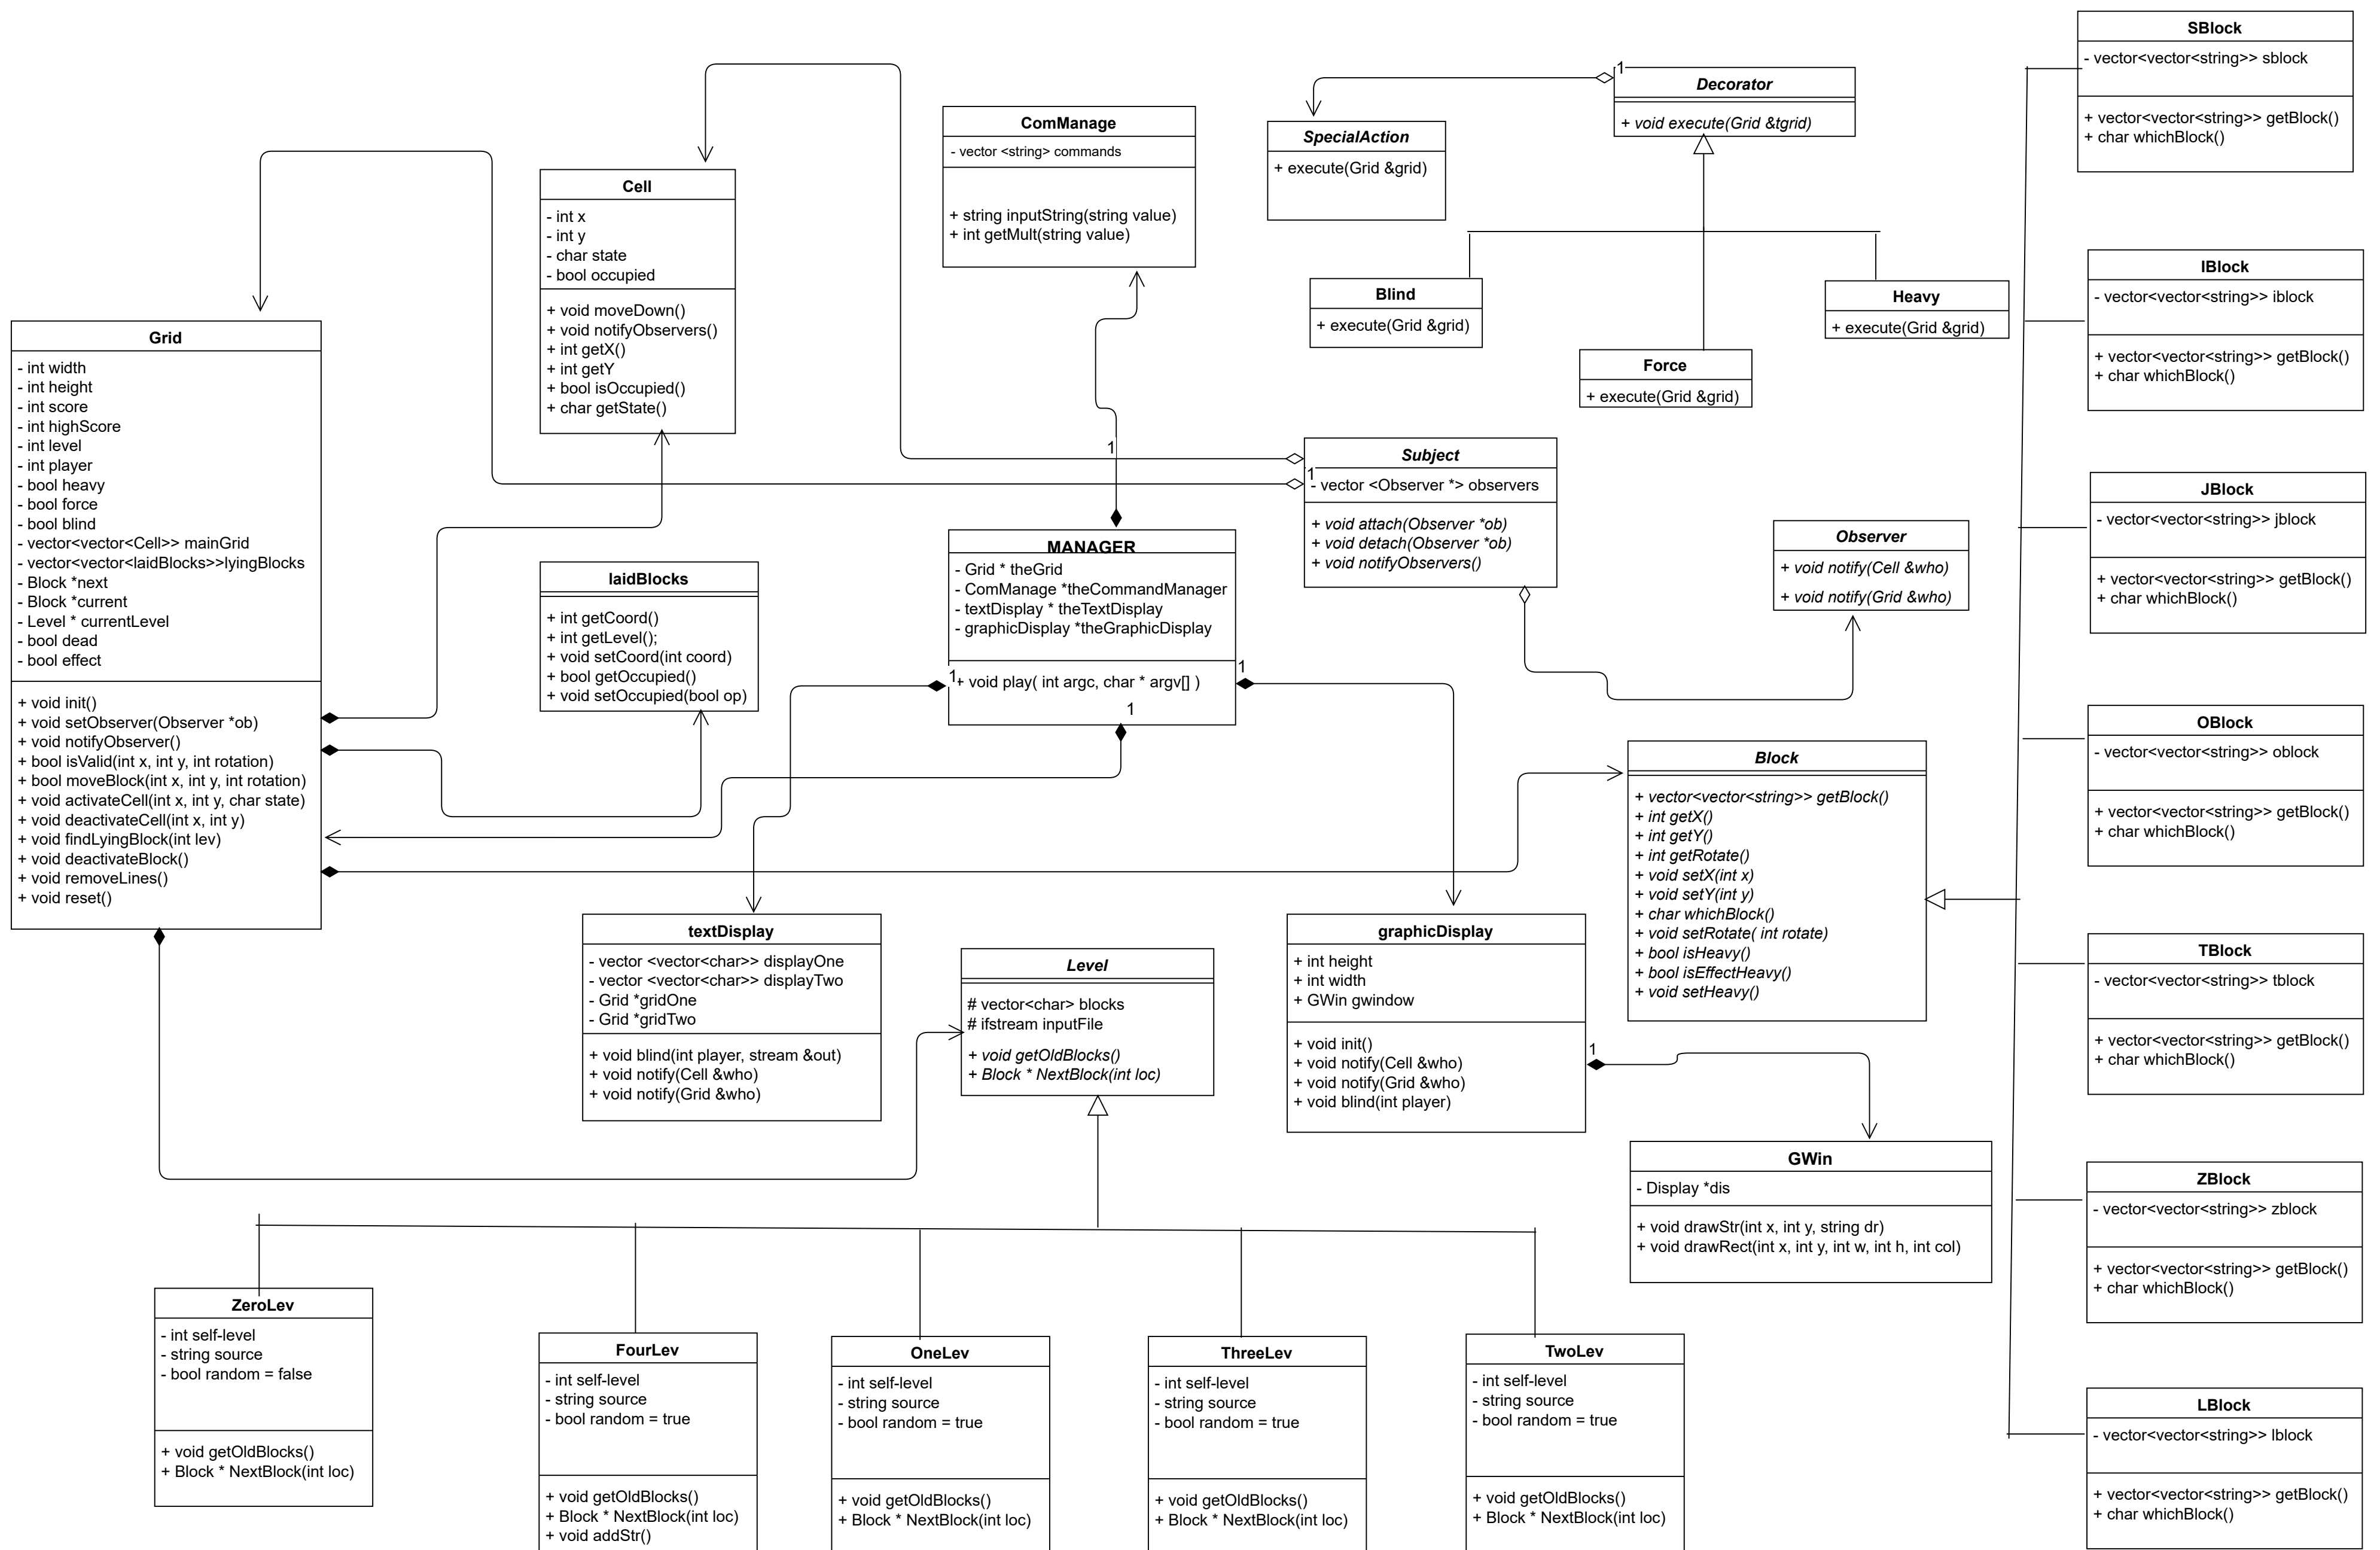 SBlock
- vector<vector<string>> sblock
+ vector<vector<string>> getBlock()
+ char whichBlock()
1
Decorator
+ void execute(Grid &tgrid)
SpecialAction
+ execute(Grid &grid)
ComManage
- vector <string> commands
+ string inputString(string value)
+ int getMult(string value)
Cell
- int x
- int y
- char state
- bool occupied
+ void moveDown()
+ void notifyObservers()
+ int getX()
+ int getY
+ bool isOccupied()
+ char getState()
IBlock
- vector<vector<string>> iblock
+ vector<vector<string>> getBlock()
+ char whichBlock()
Blind
+ execute(Grid &grid)
Heavy
+ execute(Grid &grid)
Force
+ execute(Grid &grid)
Grid
- int width
- int height
- int score
- int highScore
- int level
- int player
- bool heavy
- bool force
- bool blind
- vector<vector<Cell>> mainGrid
- vector<vector<laidBlocks>>lyingBlocks
- Block *next
- Block *current
- Level * currentLevel
- bool dead
- bool effect
+ void init()
+ void setObserver(Observer *ob)
+ void notifyObserver()
+ bool isValid(int x, int y, int rotation)
+ bool moveBlock(int x, int y, int rotation)
+ void activateCell(int x, int y, char state)
+ void deactivateCell(int x, int y)
+ void findLyingBlock(int lev)
+ void deactivateBlock()
+ void removeLines()
+ void reset()
1
Subject
1
- vector <Observer *> observers
+ void attach(Observer *ob)
+ void detach(Observer *ob)
+ void notifyObservers()
JBlock
- vector<vector<string>> jblock
+ vector<vector<string>> getBlock()
+ char whichBlock()
Observer
+ void notify(Cell &who)
+ void notify(Grid &who)
MANAGER
- Grid * theGrid
- ComManage *theCommandManager
- textDisplay * theTextDisplay
- graphicDisplay *theGraphicDisplay
1
1
+ void play( int argc, char * argv[] )
1
laidBlocks
+ int getCoord()
+ int getLevel();
+ void setCoord(int coord)
+ bool getOccupied()
+ void setOccupied(bool op)
OBlock
- vector<vector<string>> oblock
+ vector<vector<string>> getBlock()
+ char whichBlock()
Block
+ vector<vector<string>> getBlock()
+ int getX()
+ int getY()
+ int getRotate()
+ void setX(int x)
+ void setY(int y)
+ char whichBlock()
+ void setRotate( int rotate)
+ bool isHeavy()
+ bool isEffectHeavy()
+ void setHeavy()
textDisplay
- vector <vector<char>> displayOne
- vector <vector<char>> displayTwo
- Grid *gridOne
- Grid *gridTwo
+ void blind(int player, stream &out)
+ void notify(Cell &who)
+ void notify(Grid &who)
Level
# vector<char> blocks
# ifstream inputFile
+ void getOldBlocks()
+ Block * NextBlock(int loc)
graphicDisplay
+ int height
+ int width
+ GWin gwindow
+ void init()
+ void notify(Cell &who)
+ void notify(Grid &who)
+ void blind(int player)
1
TBlock
- vector<vector<string>> tblock
+ vector<vector<string>> getBlock()
+ char whichBlock()
GWin
- Display *dis
+ void drawStr(int x, int y, string dr)
+ void drawRect(int x, int y, int w, int h, int col)
ZBlock
- vector<vector<string>> zblock
+ vector<vector<string>> getBlock()
+ char whichBlock()
ZeroLev
- int self-level
- string source
- bool random = false
+ void getOldBlocks()
+ Block * NextBlock(int loc)
FourLev
- int self-level
- string source
- bool random = true
+ void getOldBlocks()
+ Block * NextBlock(int loc)
+ void addStr()
OneLev
- int self-level
- string source
- bool random = true
+ void getOldBlocks()
+ Block * NextBlock(int loc)
ThreeLev
- int self-level
- string source
- bool random = true
+ void getOldBlocks()
+ Block * NextBlock(int loc)
TwoLev
- int self-level
- string source
- bool random = true
+ void getOldBlocks()
+ Block * NextBlock(int loc)
LBlock
- vector<vector<string>> lblock
+ vector<vector<string>> getBlock()
+ char whichBlock()